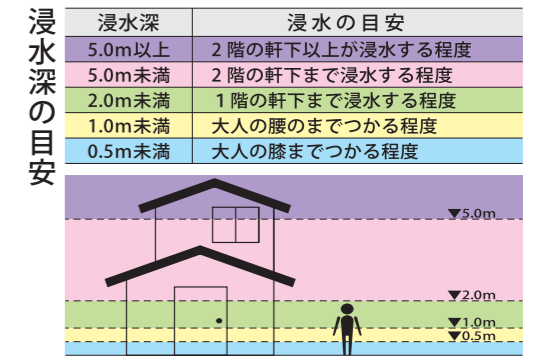 浸水深の目安
浸水深 浸水の目安
5.0m以上 2階の軒下以上が浸水する程度
5.0m未満 2階の軒下まで浸水する程度
2.0m未満 1階の軒下まで浸水する程度
1.0m未満 大人の腰のまでつかる程度
0.5m未満 大人の膝までつかる程度
▼5.0m
▼2.0m
▼1.0m
▼0.5m